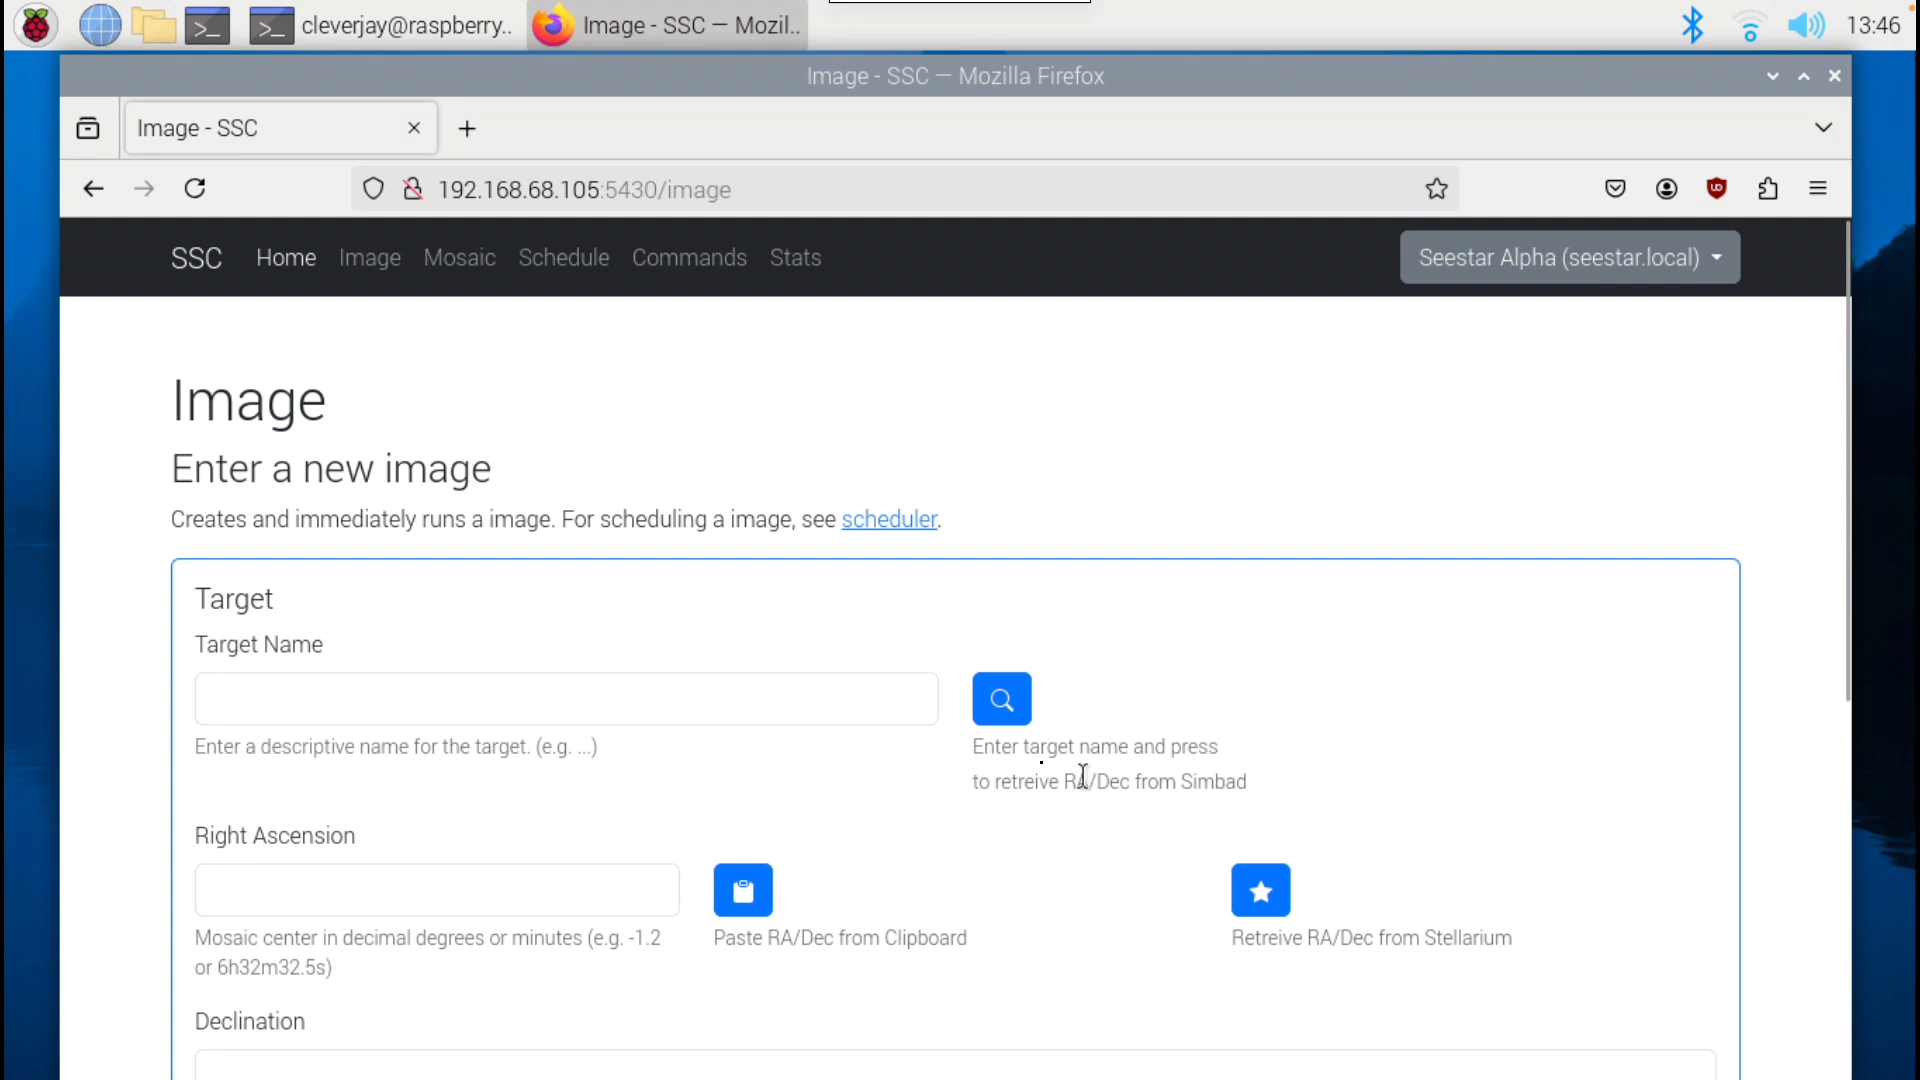 cleverjay@raspberry..
Image - SSC — Mozil..
13:46
Image - SSC — Mozilla Firefox
Image - SSC
192.168.68.105:5430/image
SSC Home Image Mosaic Schedule Commands Stats
Seestar Alpha (seestar.local)
Image
Enter a new image
Creates and immediately runs a image. For scheduling a image, see scheduler.
Target
Target Name
Enter a descriptive name for the target. (e.g. ...)
Enter target name and press
to retreive RA/Dec from Simbad
Right Ascension
Mosaic center in decimal degrees or minutes (e.g. -1.2
or 6h32m32.5s)
Paste RA/Dec from Clipboard
Retreive RA/Dec from Stellarium
Declination